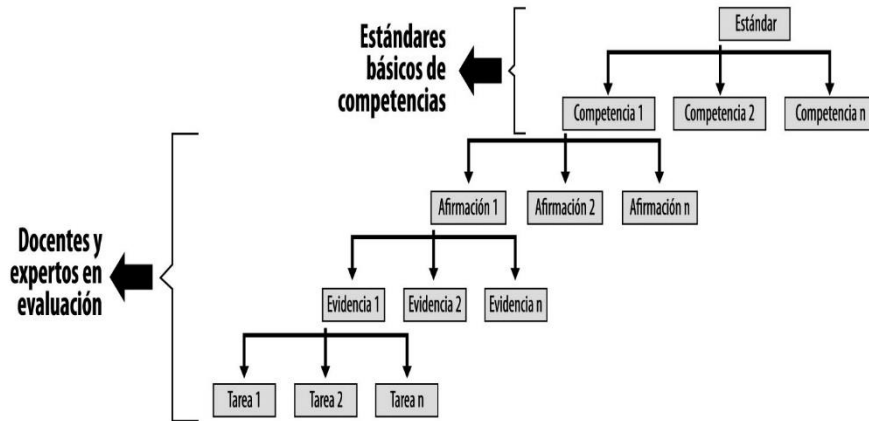 Estándares
básicos de
competencias
Estándar
Competencia 1
Competencia 2
Competencia n
Afirmación 1
Afirmación 2
Afirmación n
Docentes y
expertos en
evaluación
Evidencia 1
Evidencia 2
Evidencia n
Tarea 1
Tarea 2
Tarea n